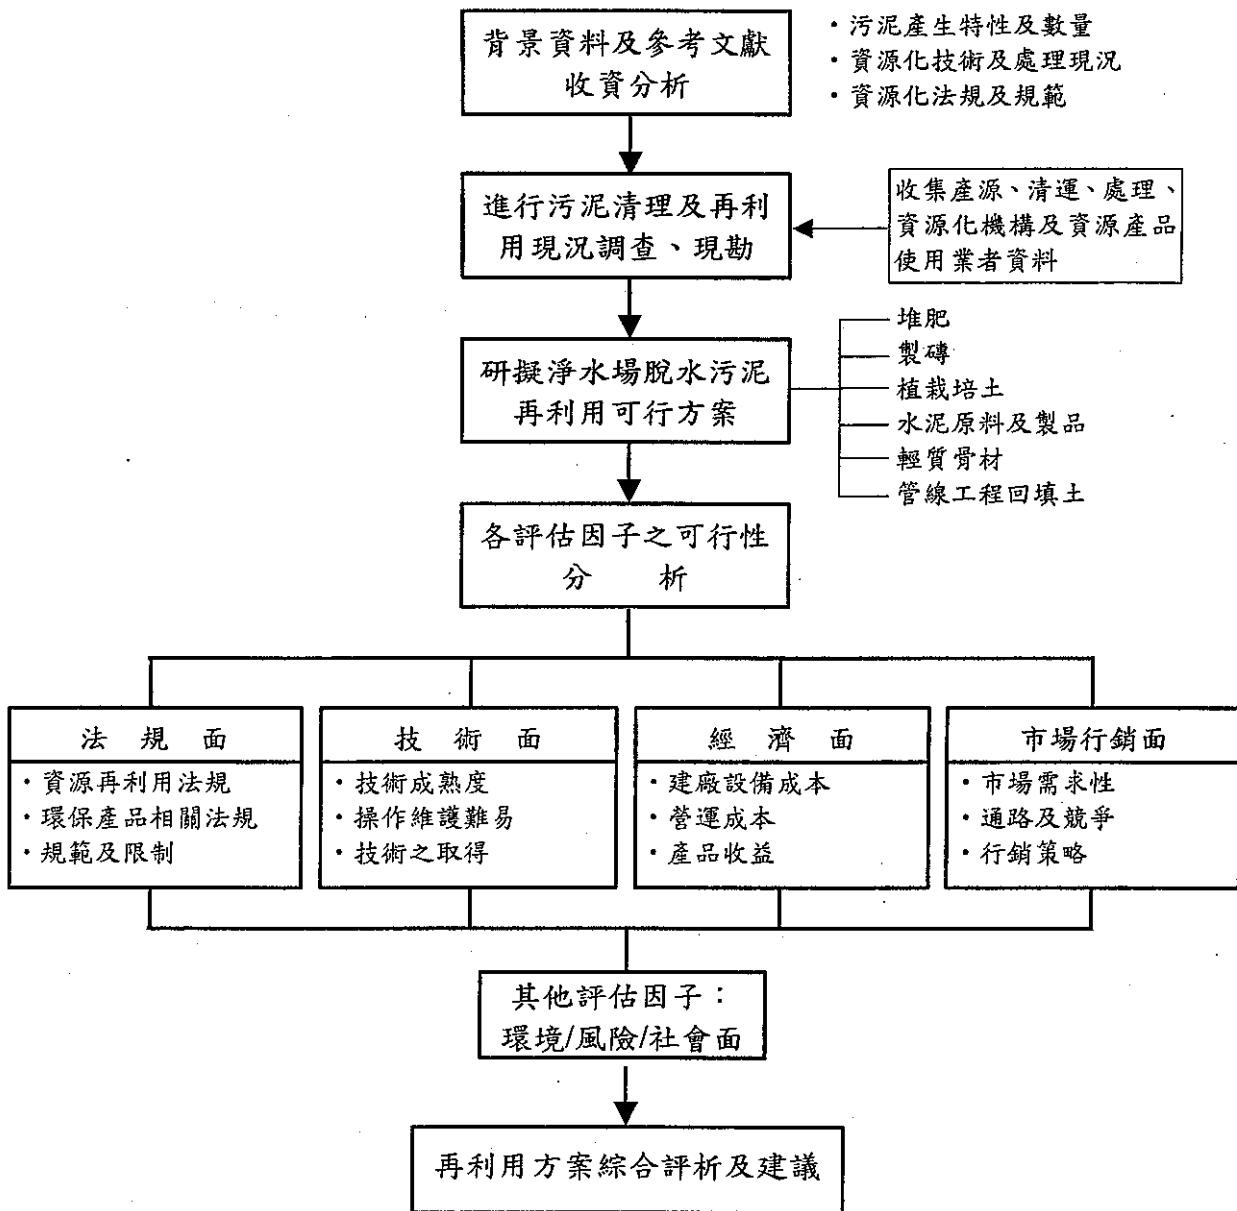 背景資料及參考文獻
收資分析
・污泥產生特性及數量
・資源化技術及處理現況
・資源化法規及規範
進行污泥清理及再利
用現況調查、現勘
收集產源、清運、處理、
資源化機構及資源產品
使用業者資料
研擬淨水場脫水污泥
再利用可行方案
堆肥
製磚
植栽培土
水泥原料及製品
輕質骨材
管線工程回填土
各評估因子之可行性
分 析
法 規 面
・資源再利用法規
・環保產品相關法規
・規範及限制
技 術 面
・技術成熟度
・操作維護難易
・技術之取得
經 濟 面
・建廠設備成本
・營運成本
・產品收益
市場行銷面
・市場需求性
・通路及競爭
・行銷策略
其他評估因子：
環境/風險/社會面
再利用方案綜合評析及建議